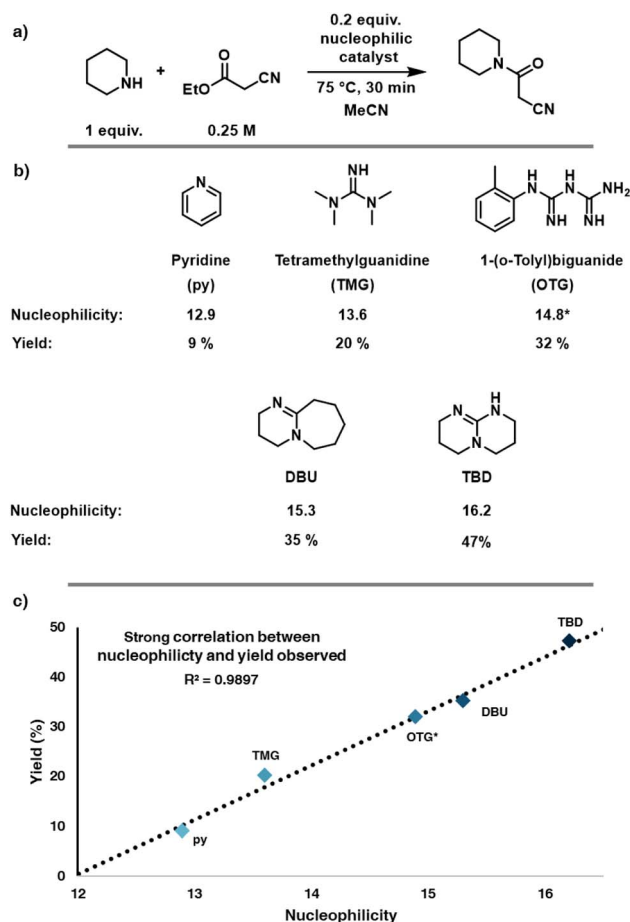 a)
0.2 equiv.
nucleophilic
catalyst
75 °C, 30 min
MeCN
NH
+
EtO
O
CN
N
O
CN
1 equiv.
0.25 M
b)
N
NH
N
N
H
N
H
N
NH2
NH
NH
Pyridine
(py)
Tetramethylguanidine
(TMG)
1-(o-Tolyl)biguanide
(OTG)
Nucleophilicity: 12.9 13.6 14.8*
Yield: 9 % 20 % 32 %
N
N
N
H
N
N
DBU
TBD
Nucleophilicity: 15.3 16.2
Yield: 35 % 47%
c)
Yield (%)
50
40
30
20
10
0
Strong correlation between
nucleophilicty and yield observed
R² = 0.9897
TBD
DBU
OTG*
TMG
py
12 13 14 15 16
Nucleophilicity